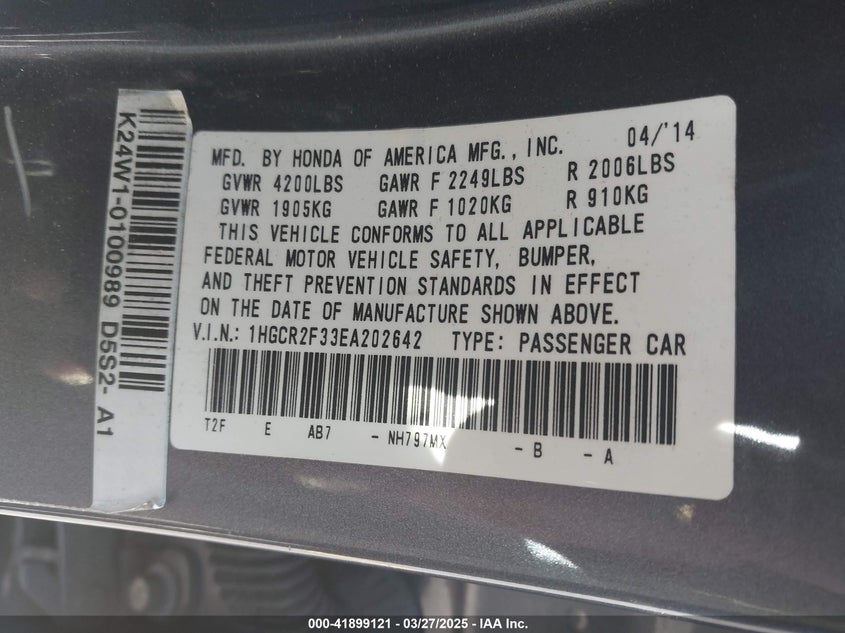 K24W1-0100989 D5S2- A1
MFD. BY HONDA OF AMERICA MFG., INC. 04/'14
GVWR 4200LBS GAWR F 2249LBS R 2006LBS
GVWR 1905KG GAWR F 1020KG R 910KG
THIS VEHICLE CONFORMS TO ALL APPLICABLE
FEDERAL MOTOR VEHICLE SAFETY, BUMPER,
AND THEFT PREVENTION STANDARDS IN EFFECT
ON THE DATE OF MANUFACTURE SHOWN ABOVE.
V.I.N.: 1HGCR2F33EA202642 TYPE: PASSENGER CAR
T2F E AB7 - NH797MX - B - A
000-41899121 - 03/27/2025 - IAA Inc.